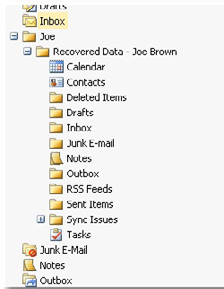 Drafts
Inbox
Joe
Recovered Data - Joe Brown
Calendar
Contacts
Deleted Items
Drafts
Inbox
Junk E-mail
Notes
Outbox
RSS Feeds
Sent Items
Sync Issues
Tasks
Junk E-Mail
Notes
Outbox